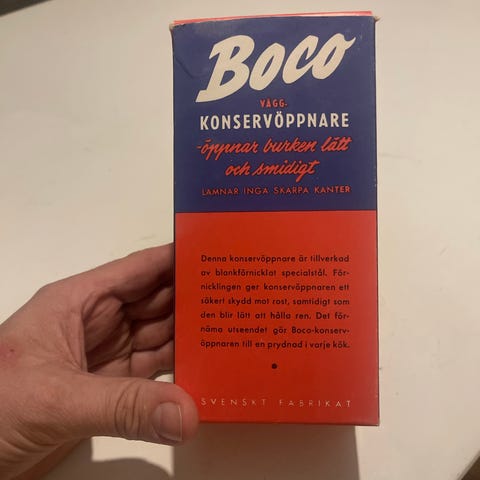 Boco
VÄGG-
KONSERVÖPPNARE
-öppnar burken lätt
och smidigt
LÄMNAR INGA SKARPA KANTER
Denna konservöppnare är tillverkad
av blankförnicklat specialstål. För-
nicklingen ger konservöppnaren ett
säkert skydd mot rost, samtidigt som
den blir lätt att hålla ren. Det för-
näma utseendet gör Boco-konserv-
öppnaren till en prydnad i varje kök.
SVENSKT FABRIKAT